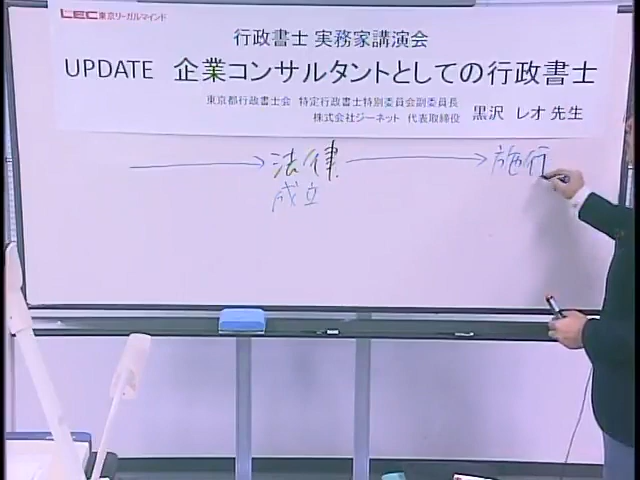 LEC東京リーガルマインド
行政書士 実務家講演会
UPDATE 企業コンサルタントとしての行政書士
東京都行政書士会 特定行政書士特別委員会副委員長
株式会社ジーネット 代表取締役 黒沢 レオ 先生
法律 施行
成立